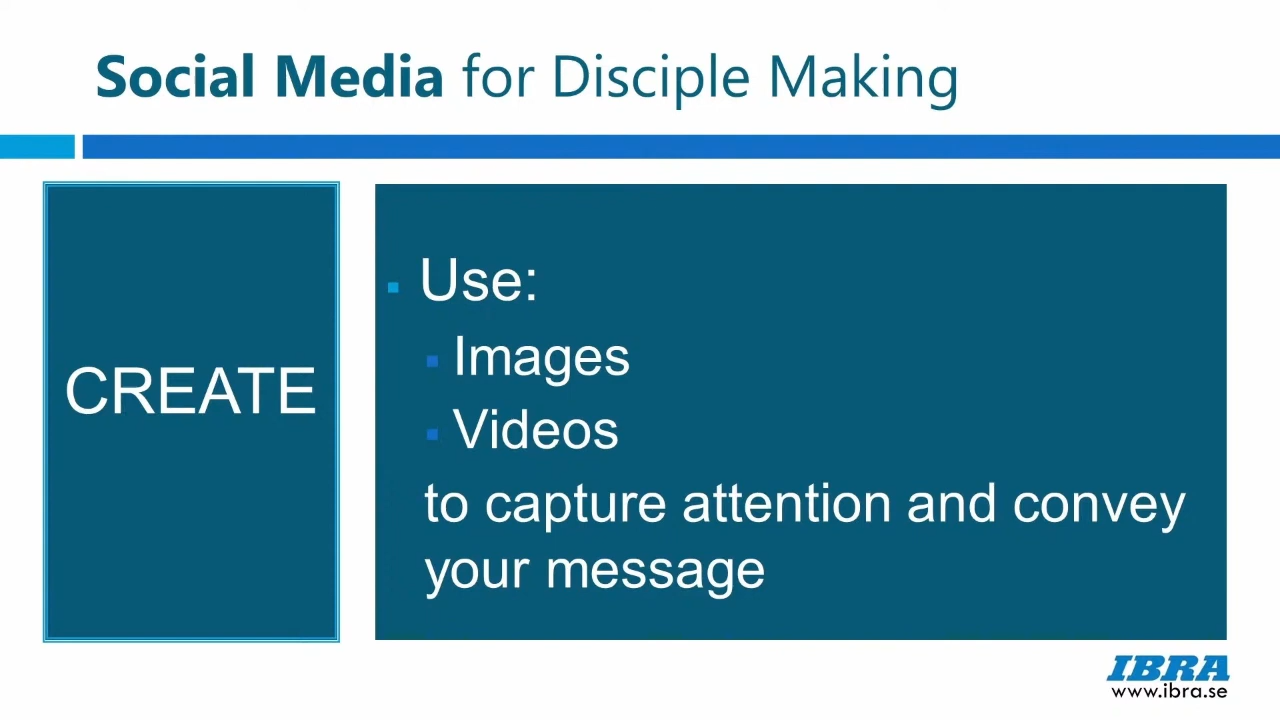 Social Media for Disciple Making
CREATE
Use:
Images
Videos
to capture attention and convey
your message
IBRA
www.ibra.se